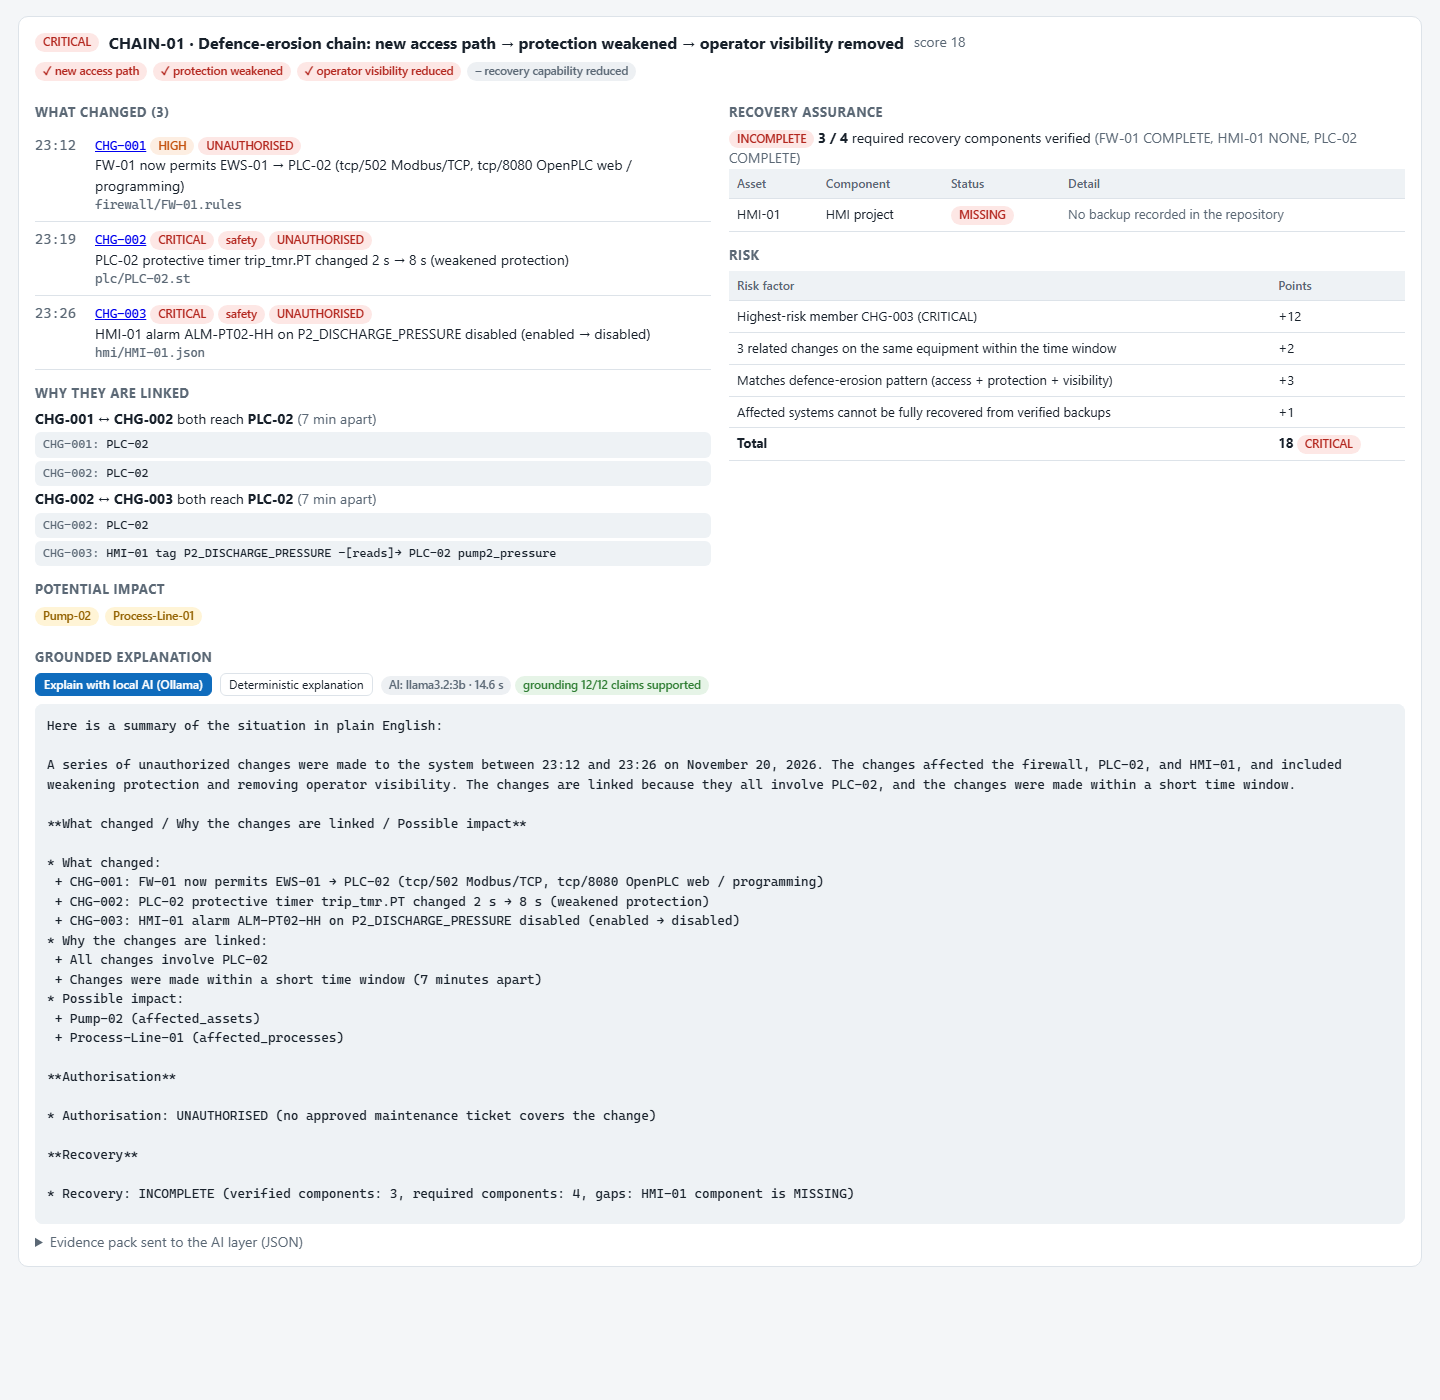 CRITICAL CHAIN-01 · Defence-erosion chain: new access path → protection weakened → operator visibility removed score 18
✓ new access path ✓ protection weakened ✓ operator visibility reduced – recovery capability reduced
WHAT CHANGED (3)
23:12 CHG-001 HIGH UNAUTHORISED
FW-01 now permits EWS-01 → PLC-02 (tcp/502 Modbus/TCP, tcp/8080 OpenPLC web /
programming)
firewall/FW-01.rules
23:19 CHG-002 CRITICAL safety UNAUTHORISED
PLC-02 protective timer trip_tmr.PT changed 2 s → 8 s (weakened protection)
plc/PLC-02.st
23:26 CHG-003 CRITICAL safety UNAUTHORISED
HMI-01 alarm ALM-PT02-HH on P2_DISCHARGE_PRESSURE disabled (enabled → disabled)
hmi/HMI-01.json
WHY THEY ARE LINKED
CHG-001 ↔ CHG-002 both reach PLC-02 (7 min apart)
CHG-001: PLC-02
CHG-002: PLC-02
CHG-002 ↔ CHG-003 both reach PLC-02 (7 min apart)
CHG-002: PLC-02
CHG-003: HMI-01 tag P2_DISCHARGE_PRESSURE -[reads]→ PLC-02 pump2_pressure
POTENTIAL IMPACT
Pump-02 Process-Line-01
RECOVERY ASSURANCE
INCOMPLETE 3 / 4 required recovery components verified (FW-01 COMPLETE, HMI-01 NONE, PLC-02
COMPLETE)
Asset Component Status Detail
HMI-01 HMI project MISSING No backup recorded in the repository
RISK
Risk factor Points
Highest-risk member CHG-003 (CRITICAL) +12
3 related changes on the same equipment within the time window +2
Matches defence-erosion pattern (access + protection + visibility) +3
Affected systems cannot be fully recovered from verified backups +1
Total 18 CRITICAL
GROUNDED EXPLANATION
Explain with local AI (Ollama) Deterministic explanation AI: llama3.2:3b · 14.6 s grounding 12/12 claims supported
Here is a summary of the situation in plain English:
A series of unauthorized changes were made to the system between 23:12 and 23:26 on November 20, 2026. The changes affected the firewall, PLC-02, and HMI-01, and included
weakening protection and removing operator visibility. The changes are linked because they all involve PLC-02, and the changes were made within a short time window.
**What changed / Why the changes are linked / Possible impact**
* What changed:
+ CHG-001: FW-01 now permits EWS-01 → PLC-02 (tcp/502 Modbus/TCP, tcp/8080 OpenPLC web / programming)
+ CHG-002: PLC-02 protective timer trip_tmr.PT changed 2 s → 8 s (weakened protection)
+ CHG-003: HMI-01 alarm ALM-PT02-HH on P2_DISCHARGE_PRESSURE disabled (enabled → disabled)
* Why the changes are linked:
+ All changes involve PLC-02
+ Changes were made within a short time window (7 minutes apart)
* Possible impact:
+ Pump-02 (affected_assets)
+ Process-Line-01 (affected_processes)
**Authorisation**
* Authorisation: UNAUTHORISED (no approved maintenance ticket covers the change)
**Recovery**
* Recovery: INCOMPLETE (verified components: 3, required components: 4, gaps: HMI-01 component is MISSING)
▶ Evidence pack sent to the AI layer (JSON)